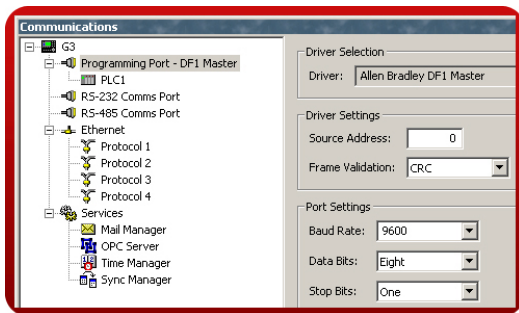 Communications
G3
Programming Port - DF1 Master
PLC1
RS-232 Comms Port
RS-485 Comms Port
Ethernet
Protocol 1
Protocol 2
Protocol 3
Protocol 4
Services
Mail Manager
OPC Server
Time Manager
Sync Manager
Driver Selection
Driver: Allen Bradley DF1 Master
Driver Settings
Source Address: 0
Frame Validation: CRC
Port Settings
Baud Rate: 9600
Data Bits: Eight
Stop Bits: One